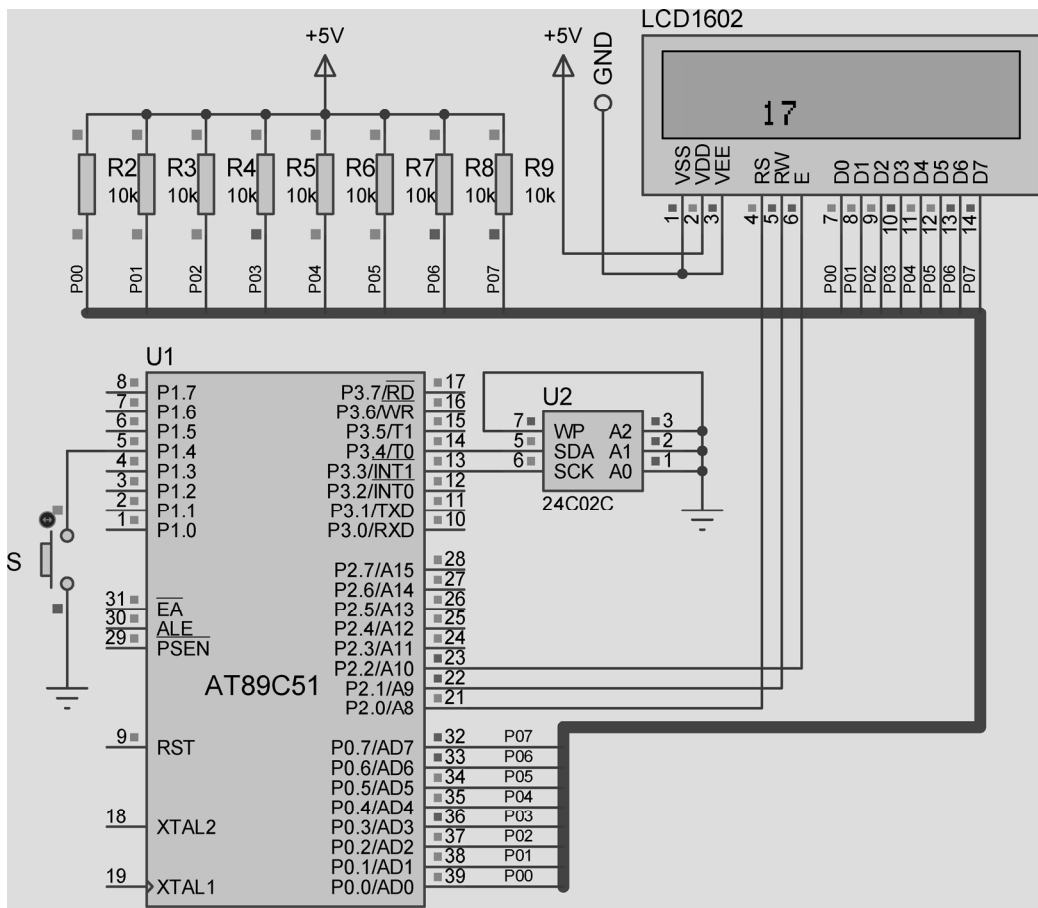 LCD1602
+5V
+5V
GND
17
R2
R3
R4
R5
R6
R7
R8
R9
10k
10k
10k
10k
10k
10k
10k
10k
VSS
VDD
VEE
RS
RW
E
D0
D1
D2
D3
D4
D5
D6
D7
1
2
3
4
5
6
7
8
9
10
11
12
13
14
P00
P01
P02
P03
P04
P05
P06
P07
P00
P01
P02
P03
P04
P05
P06
P07
U1
8 P1.7
7 P1.6
6 P1.5
5 P1.4
4 P1.3
3 P1.2
2 P1.1
1 P1.0
31 EA
30 ALE
29 PSEN
9 RST
18 XTAL2
19 XTAL1
AT89C51
P3.7/RD 17
P3.6/WR 16
P3.5/T1 15
P3.4/T0 14
P3.3/INT1 13
P3.2/INT0 12
P3.1/TXD 11
P3.0/RXD 10
P2.7/A15 28
P2.6/A14 27
P2.5/A13 26
P2.4/A12 25
P2.3/A11 24
P2.2/A10 23
P2.1/A9 22
P2.0/A8 21
P0.7/AD7 32 P07
P0.6/AD6 33 P06
P0.5/AD5 34 P05
P0.4/AD4 35 P04
P0.3/AD3 36 P03
P0.2/AD2 37 P02
P0.1/AD1 38 P01
P0.0/AD0 39 P00
U2
7 WP A2 3
5 SDA A1 2
6 SCK A0 1
24C02C
S